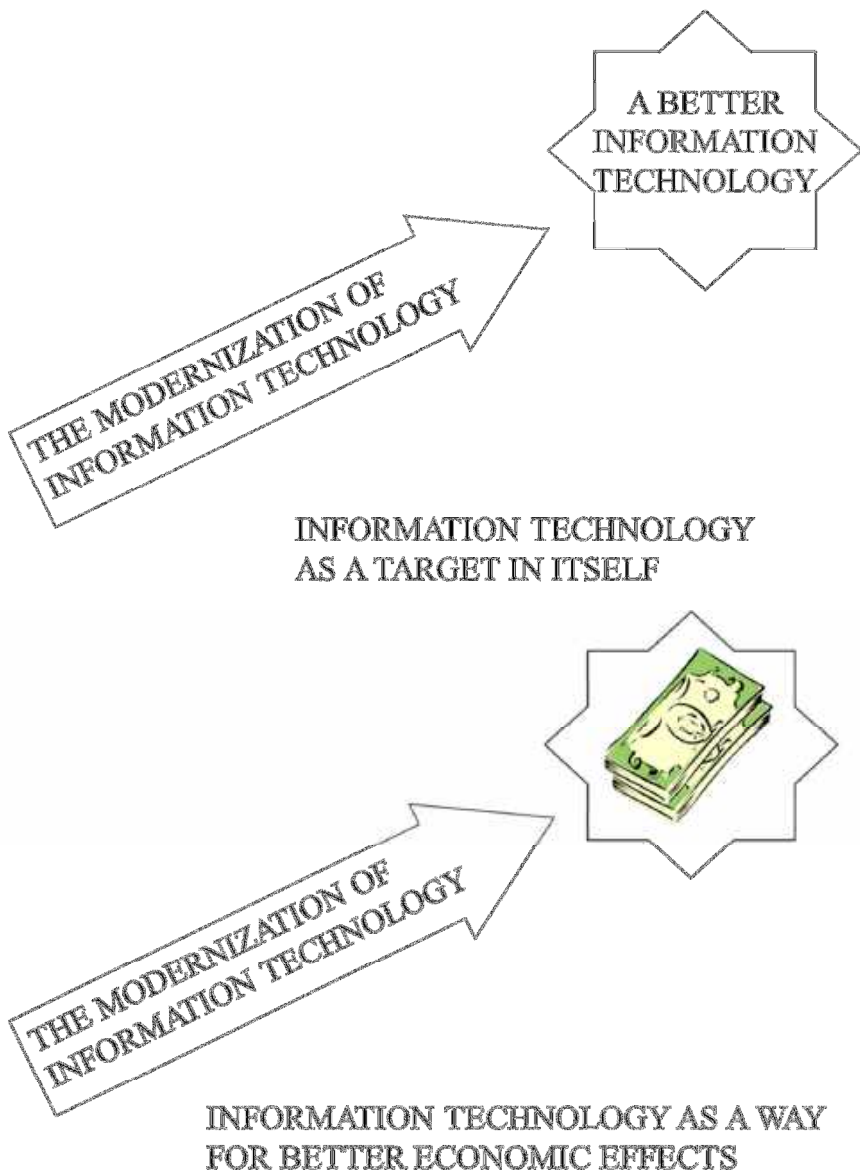 A BETTER
INFORMATION
TECHNOLOGY
THE MODERNIZATION OF
INFORMATION TECHNOLOGY
INFORMATION TECHNOLOGY
AS A TARGET IN ITSELF
THE MODERNIZATION OF
INFORMATION TECHNOLOGY
INFORMATION TECHNOLOGY AS A WAY
FOR BETTER ECONOMIC EFFECTS